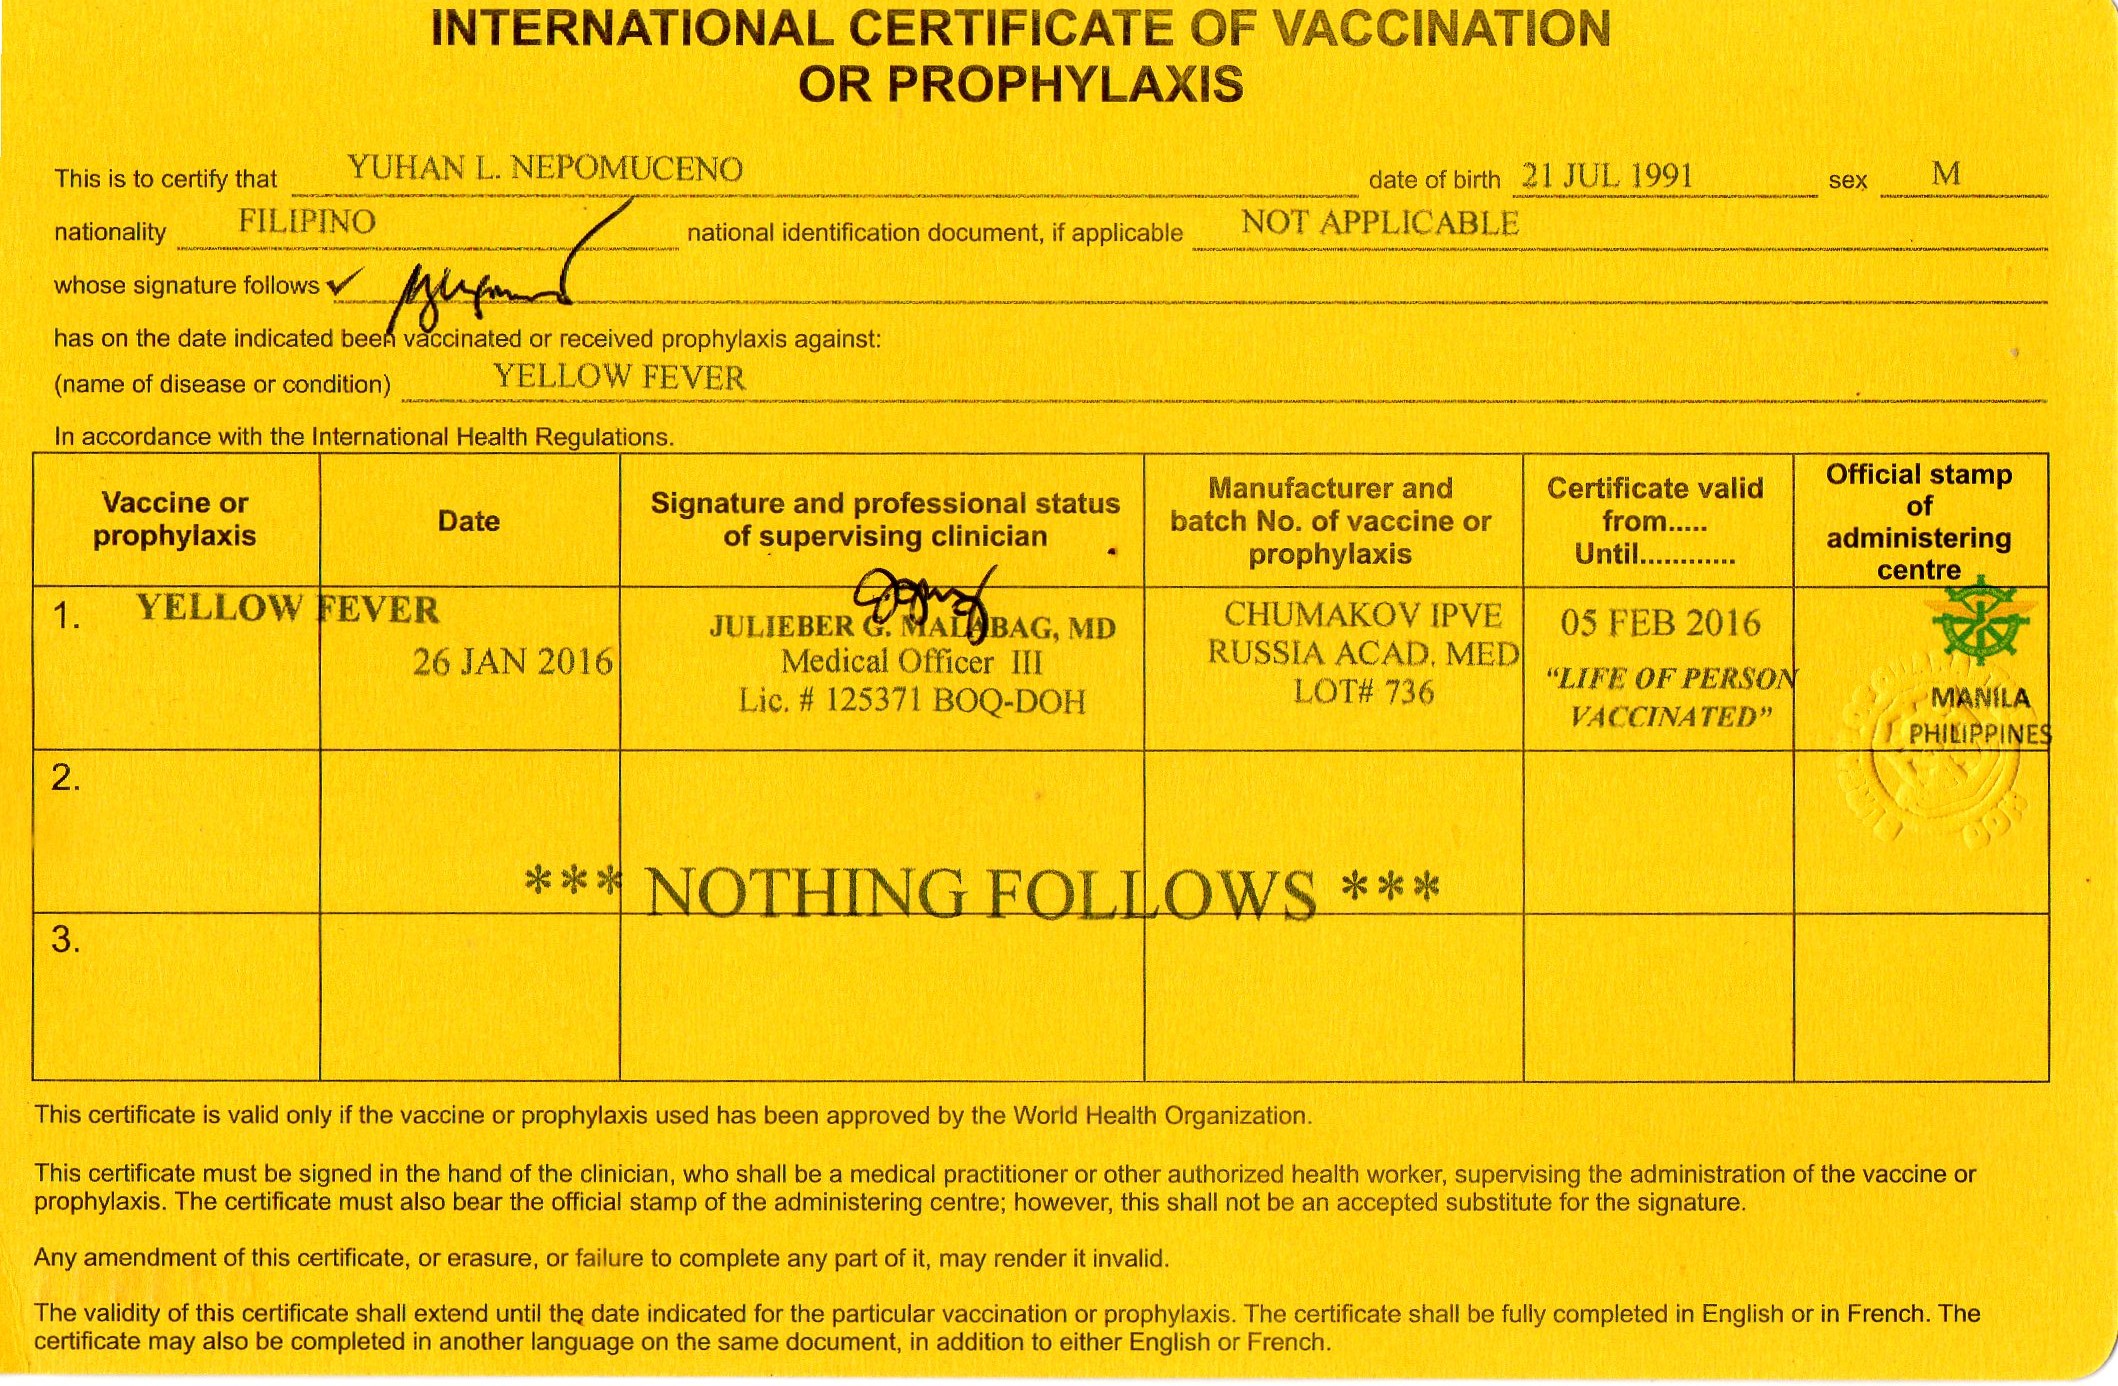 INTERNATIONAL CERTIFICATE OF VACCINATION
OR PROPHYLAXIS
This is to certify that YUHAN L. NEPOMUCENO date of birth 21 JUL 1991 sex M
nationality FILIPINO national identification document, if applicable NOT APPLICABLE
whose signature follows
has on the date indicated been vaccinated or received prophylaxis against:
(name of disease or condition) YELLOW FEVER
In accordance with the International Health Regulations.
Vaccine or
prophylaxis
Date
Signature and professional status
of supervising clinician
Manufacturer and
batch No. of vaccine or
prophylaxis
Certificate valid
from.....
Until............
Official stamp
of
administering
centre
1. YELLOW FEVER
26 JAN 2016
JULIEBER G. MALABAG, MD
Medical Officer III
Lic. # 125371 BOQ-DOH
CHUMAKOV IPVE
RUSSIA ACAD. MED
LOT# 736
05 FEB 2016
"LIFE OF PERSON
VACCINATED"
MANILA
PHILIPPINES
2.
*** NOTHING FOLLOWS ***
3.
This certificate is valid only if the vaccine or prophylaxis used has been approved by the World Health Organization.
This certificate must be signed in the hand of the clinician, who shall be a medical practitioner or other authorized health worker, supervising the administration of the vaccine or
prophylaxis. The certificate must also bear the official stamp of the administering centre; however, this shall not be an accepted substitute for the signature.
Any amendment of this certificate, or erasure, or failure to complete any part of it, may render it invalid.
The validity of this certificate shall extend until the date indicated for the particular vaccination or prophylaxis. The certificate shall be fully completed in English or in French. The
certificate may also be completed in another language on the same document, in addition to either English or French.